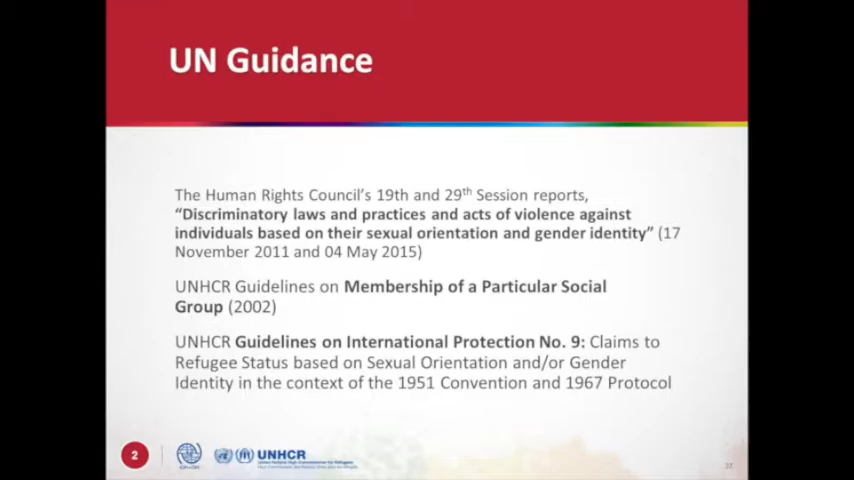 UN Guidance
The Human Rights Council's 19th and 29th Session reports,
“Discriminatory laws and practices and acts of violence against
individuals based on their sexual orientation and gender identity” (17
November 2011 and 04 May 2015)
UNHCR Guidelines on Membership of a Particular Social
Group (2002)
UNHCR Guidelines on International Protection No. 9: Claims to
Refugee Status based on Sexual Orientation and/or Gender
Identity in the context of the 1951 Convention and 1967 Protocol
2
UNHCR
37